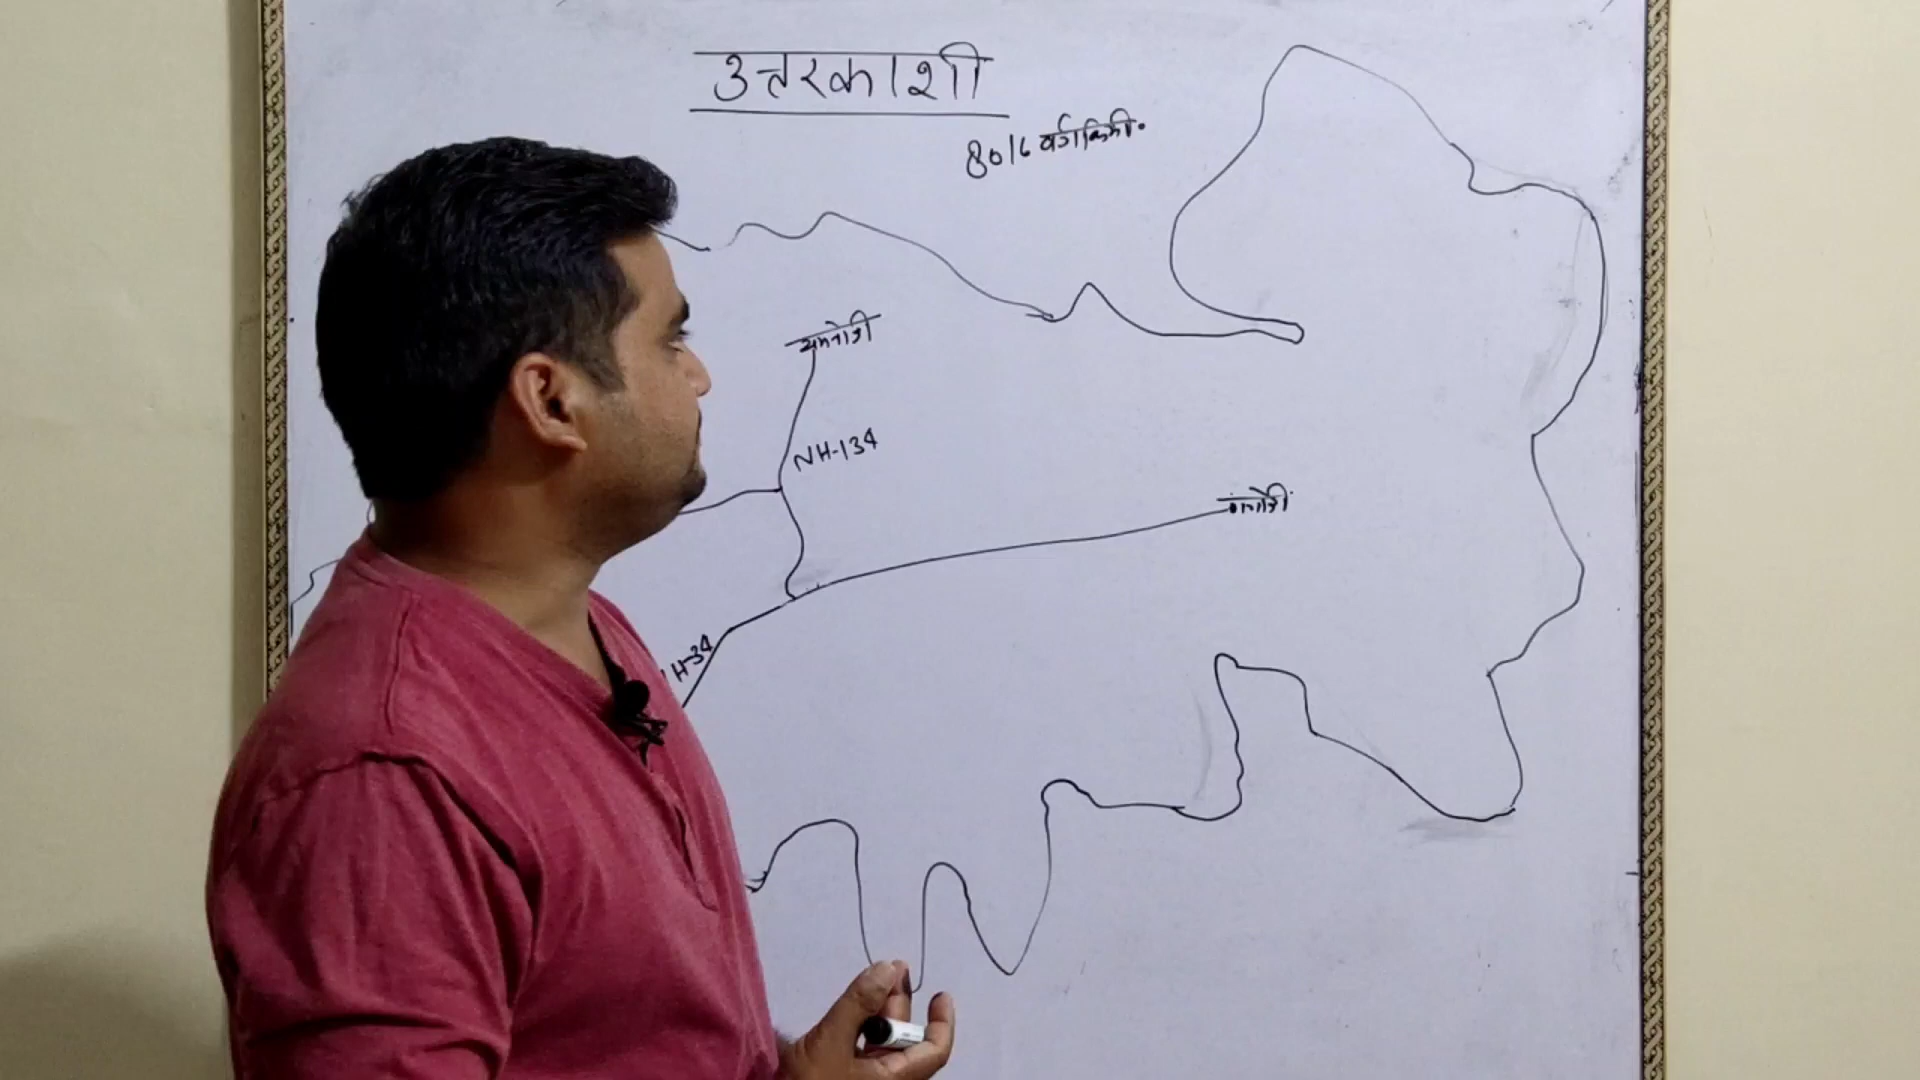 उत्तरकाशी
8016 वर्ग किमी.
यमनोत्री
NH-134
गंगोत्री
H-34